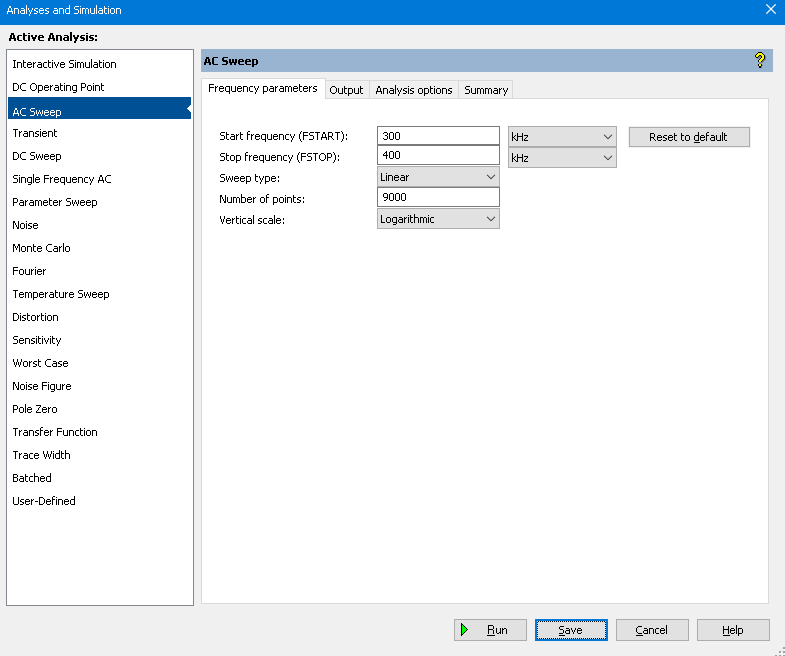 Analyses and Simulation
Active Analysis:
Interactive Simulation
DC Operating Point
AC Sweep
Transient
DC Sweep
Single Frequency AC
Parameter Sweep
Noise
Monte Carlo
Fourier
Temperature Sweep
Distortion
Sensitivity
Worst Case
Noise Figure
Pole Zero
Transfer Function
Trace Width
Batched
User-Defined
AC Sweep ?
Frequency parameters Output Analysis options Summary
Start frequency (FSTART): 300 kHz Reset to default
Stop frequency (FSTOP): 400 kHz
Sweep type: Linear
Number of points: 9000
Vertical scale: Logarithmic
Run Save Cancel Help